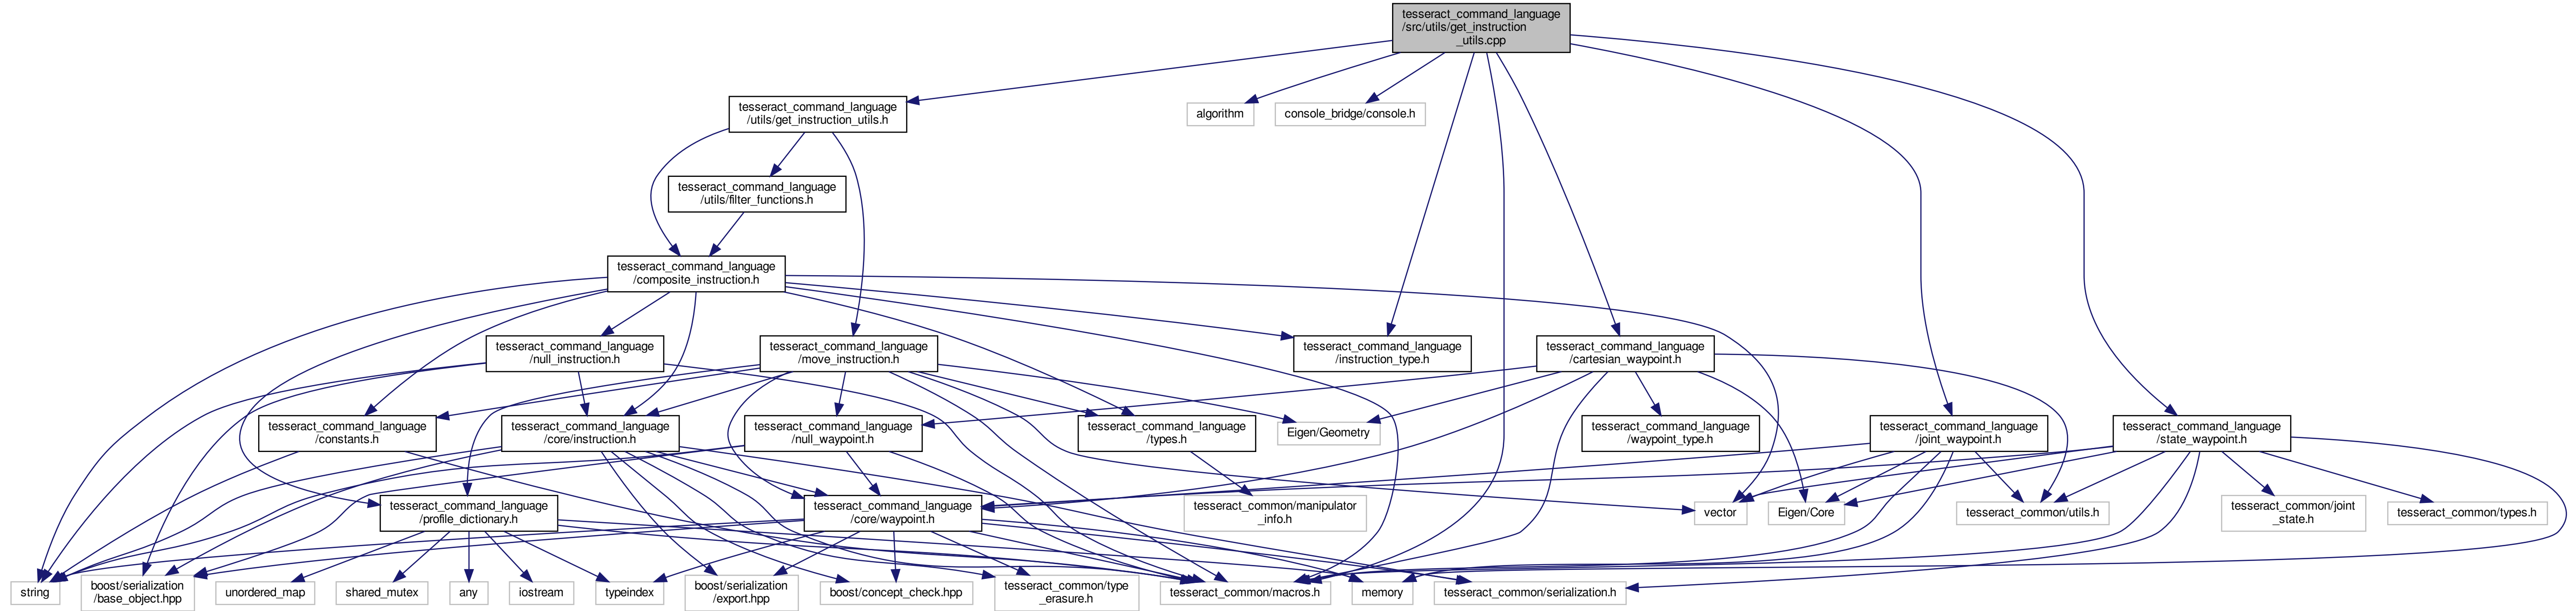 tesseract_command_language
/src/utils/get_instruction
_utils.cpp
tesseract_command_language
/utils/get_instruction_utils.h
algorithm
console_bridge/console.h
tesseract_command_language
/utils/filter_functions.h
tesseract_command_language
/composite_instruction.h
tesseract_command_language
/null_instruction.h
tesseract_command_language
/move_instruction.h
tesseract_command_language
/instruction_type.h
tesseract_command_language
/cartesian_waypoint.h
tesseract_command_language
/constants.h
tesseract_command_language
/core/instruction.h
tesseract_command_language
/null_waypoint.h
tesseract_command_language
/types.h
Eigen/Geometry
tesseract_command_language
/waypoint_type.h
tesseract_command_language
/joint_waypoint.h
tesseract_command_language
/state_waypoint.h
tesseract_command_language
/profile_dictionary.h
tesseract_command_language
/core/waypoint.h
tesseract_common/manipulator
_info.h
vector
Eigen/Core
tesseract_common/utils.h
tesseract_common/joint
_state.h
tesseract_common/types.h
string
boost/serialization
/base_object.hpp
unordered_map
shared_mutex
any
iostream
typeindex
boost/serialization
/export.hpp
boost/concept_check.hpp
tesseract_common/type
_erasure.h
tesseract_common/macros.h
memory
tesseract_common/serialization.h